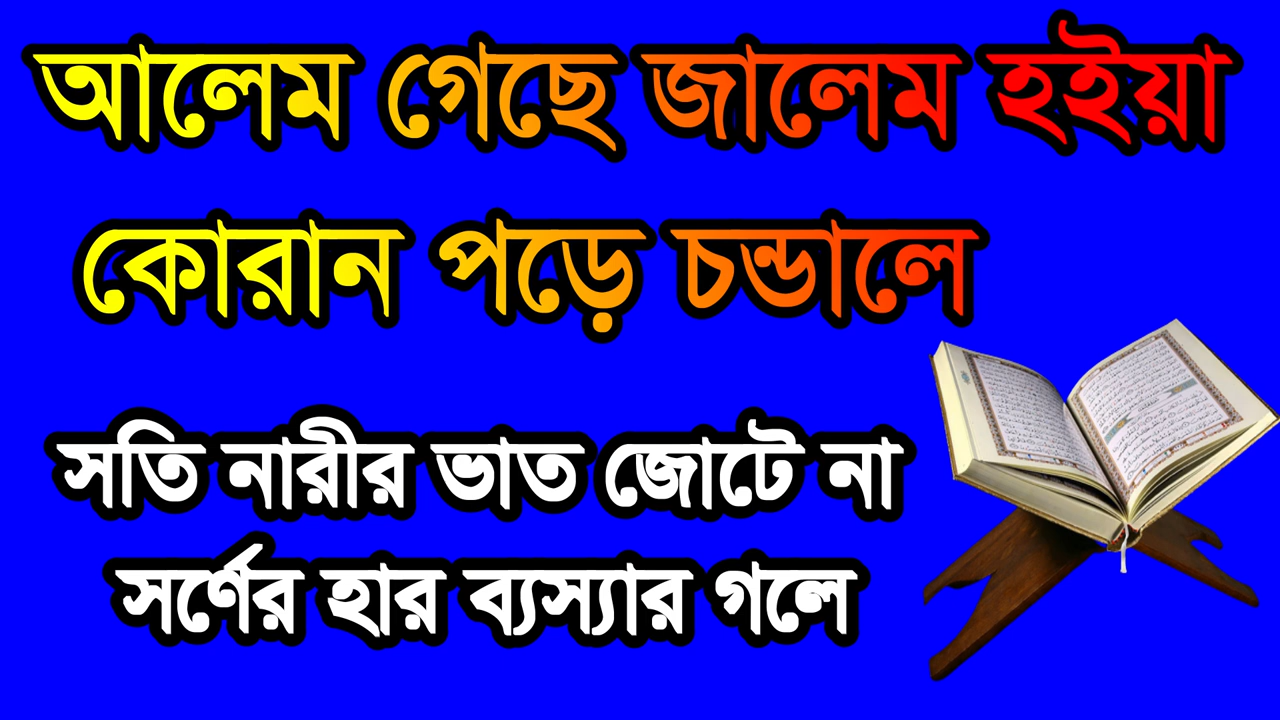 আলেম গেছে জালেম হইয়া
কোরান পড়ে চন্ডালে
সতি নারীর ভাত জোটে না
সর্ণের হার ব্যস্যার গলে